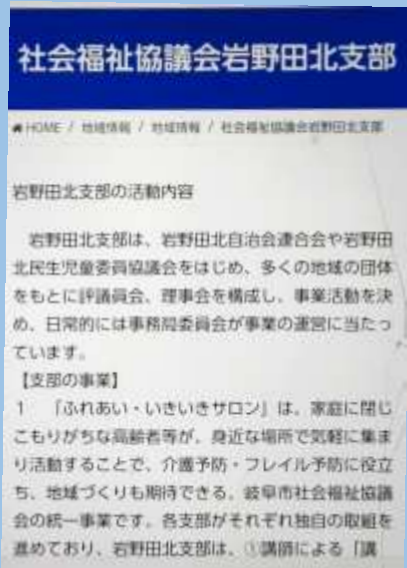 社会福祉協議会岩野田北支部
HOME / 地域情報 / 地域情報 / 社会福祉協議会岩野田北支部
岩野田北支部の活動内容
岩野田北支部は、岩野田北自治会連合会や岩野田
北民生児童委員協議会をはじめ、多くの地域の団体
をもとに評議員会、理事会を構成し、事業活動を決
め、日常的には事務局委員会が事業の運営に当たっ
ています。
【支部の事業】
1 「ふれあい・いきいきサロン」は、家庭に閉じ
こもりがちな高齢者等が、身近な場所で気軽に集ま
り活動することで、介護予防・フレイル予防に役立
ち、地域づくりも期待できる、岐阜市社会福祉協議
会の統一事業です。各支部がそれぞれ独自の取組を
進めており、岩野田北支部は、①講師による「講